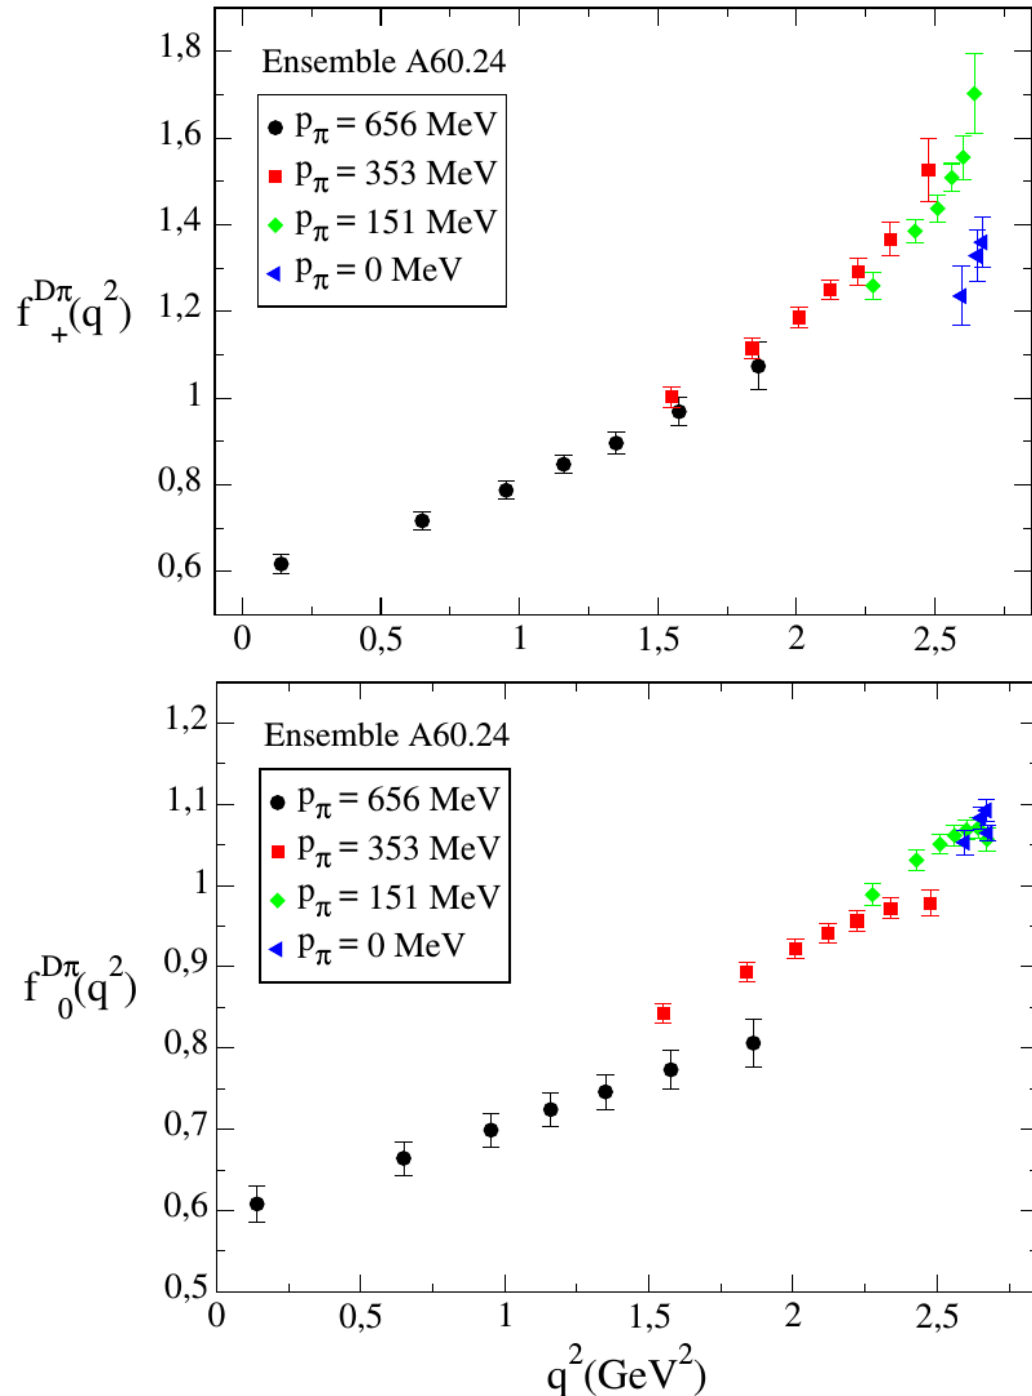 1,8
Ensemble A60.24
p_π = 656 MeV
1,6
p_π = 353 MeV
p_π = 151 MeV
1,4
p_π = 0 MeV
f_+^{Dπ}(q^2)
1,2
1
0,8
0,6
0 0,5 1 1,5 2 2,5
1,2
Ensemble A60.24
p_π = 656 MeV
1,1
p_π = 353 MeV
1
p_π = 151 MeV
p_π = 0 MeV
0,9
f_0^{Dπ}(q^2)
0,8
0,7
0,6
0,5
0 0,5 1 1,5 2 2,5
q^2(GeV^2)